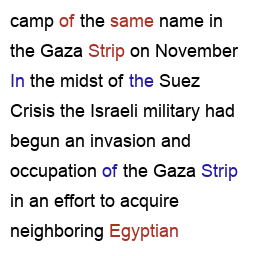 camp of the same name in
the Gaza Strip on November
In the midst of the Suez
Crisis the Israeli military had
begun an invasion and
occupation of the Gaza Strip
in an effort to acquire
neighboring Egyptian